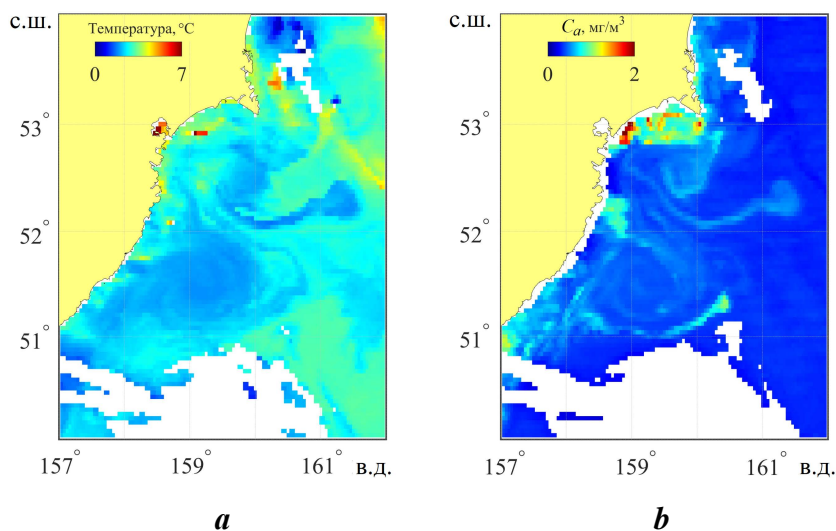 с.ш.
Температура, °С
0 7
53°
52°
51°
157° 159° 161° в.д.
a
с.ш.
Ca, мг/м³
0 2
53°
52°
51°
157° 159° 161° в.д.
b